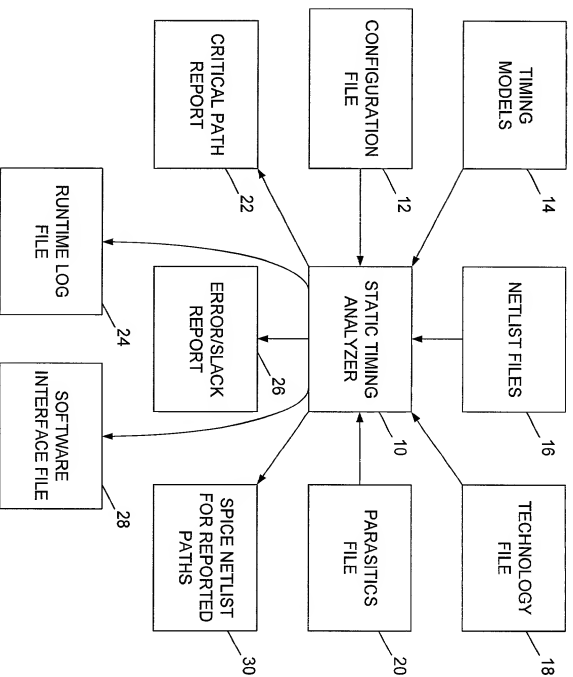 TIMING
MODELS
14
NETLIST FILES
16
TECHNOLOGY
FILE
18
CONFIGURATION
FILE
12
STATIC TIMING
ANALYZER
10
PARASITICS
FILE
20
CRITICAL PATH
REPORT
22
ERROR/SLACK
REPORT
26
SPICE NETLIST
FOR REPORTED
PATHS
30
RUNTIME LOG
FILE
24
SOFTWARE
INTERFACE FILE
28